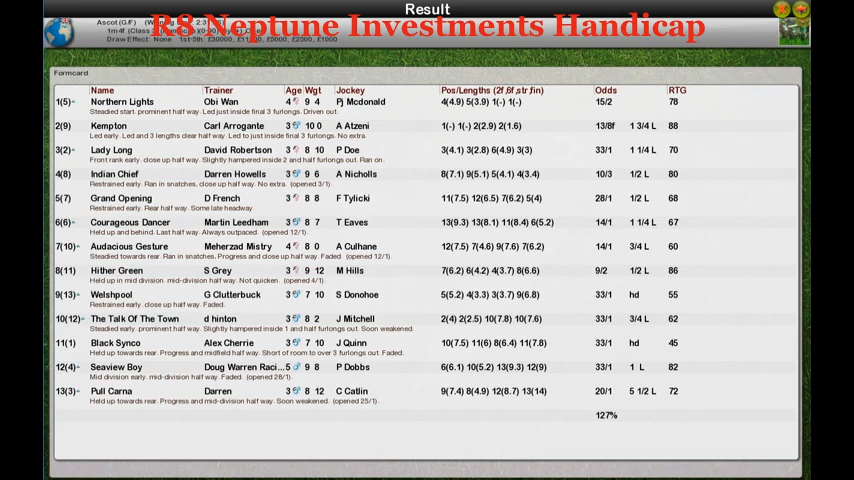 Result
R8 Neptune Investments Handicap
Ascot (G/F)
1m4f (Class
Draw Effect: None 1st-5th: £30000, £11500, £5000, £2500, £1000
Formcard
Name Trainer Age Wgt Jockey Pos/Lengths (2f,6f,str,fin) Odds RTG
1(5) Northern Lights Obi Wan 4 9 4 Pj Mcdonald 4(4.9) 5(3.9) 1(-) 1(-) 15/2 78
Steadied start. prominent half way. Led just inside final 3 furlongs. Driven out.
2(9) Kempton Carl Arrogante 3 10 0 A Atzeni 1(-) 1(-) 2(2.9) 2(1.6) 13/8f 1 3/4 L 88
Led early. Led and 3 lengths clear half way. Led to just inside final 3 furlongs. No extra.
3(2) Lady Long David Robertson 3 8 10 P Doe 3(4.1) 3(2.8) 6(4.9) 3(3) 33/1 1 1/4 L 70
Front rank early. close up half way. Slightly hampered inside 2 and half furlongs out. Ran on.
4(8) Indian Chief Darren Howells 3 9 6 A Nicholls 8(7.1) 9(5.1) 5(4.1) 4(3.4) 10/3 1/2 L 80
Restrained early. Ran in snatches. close up half way. No extra. (opened 3/1).
5(7) Grand Opening D French 3 8 8 F Tylicki 11(7.5) 12(6.5) 7(6.2) 5(4) 28/1 1/2 L 68
Restrained early. Rear half way. Some late headway.
6(6) Courageous Dancer Martin Leedham 3 8 7 T Eaves 13(9.3) 13(8.1) 11(8.4) 6(5.2) 14/1 1 1/4 L 67
Held up and behind. Last half way. Always outpaced. (opened 12/1).
7(10) Audacious Gesture Meherzad Mistry 4 8 0 A Culhane 12(7.5) 7(4.6) 9(7.6) 7(6.2) 14/1 3/4 L 60
Steadied towards rear. Ran in snatches. Progress and close up half way. Faded. (opened 12/1).
8(11) Hither Green S Grey 3 9 12 M Hills 7(6.2) 6(4.2) 4(3.7) 8(6.6) 9/2 1/2 L 86
Held up in mid division. mid-division half way. Not quicken. (opened 4/1).
9(13) Welshpool G Clutterbuck 3 7 10 S Donohoe 5(5.2) 4(3.3) 3(3.7) 9(6.8) 33/1 hd 55
Restrained early. close up half way. Faded.
10(12) The Talk Of The Town d hinton 3 8 2 J Mitchell 2(4) 2(2.5) 10(7.8) 10(7.6) 33/1 3/4 L 62
Steadied early. prominent half way. Slightly hampered inside 1 and half furlongs out. Soon weakened.
11(1) Black Synco Alex Cherrie 3 7 10 J Quinn 10(7.5) 11(6) 8(6.4) 11(7.8) 33/1 hd 45
Held up towards rear. Progress and midfield half way. Short of room to over 3 furlongs out. Faded.
12(4) Seaview Boy Doug Warren Raci... 5 9 8 P Dobbs 6(6.1) 10(5.2) 13(9.3) 12(9) 33/1 1 L 82
Mid division early. mid-division half way. Faded. (opened 28/1).
13(3) Pull Carna Darren 3 8 12 C Catlin 9(7.4) 8(4.9) 12(8.7) 13(14) 20/1 5 1/2 L 72
Held up towards rear. Progress and mid-division half way. Soon weakened. (opened 25/1).
127%